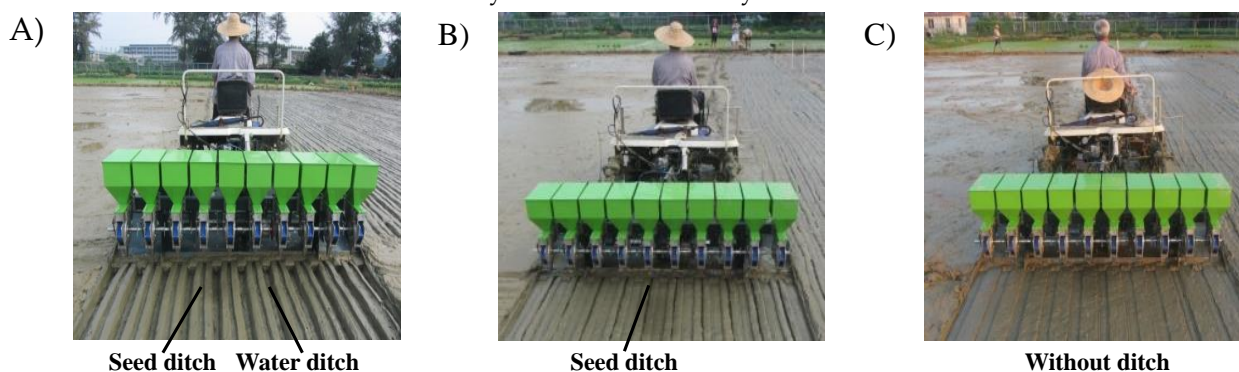 A)
B)
C)
Seed ditch Water ditch
Seed ditch
Without ditch